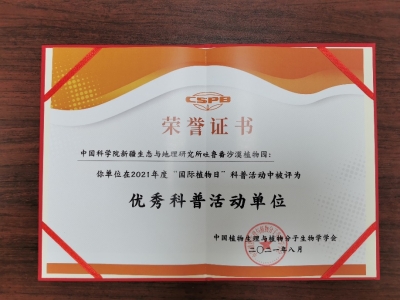 CSPB
荣誉证书
中国科学院新疆生态与地理研究所吐鲁番沙漠植物园：
你单位在2021年度“国际植物日”科普活动中被评为
优秀科普活动单位
中国植物生理与植物分子生物学学会
二〇二一年八月